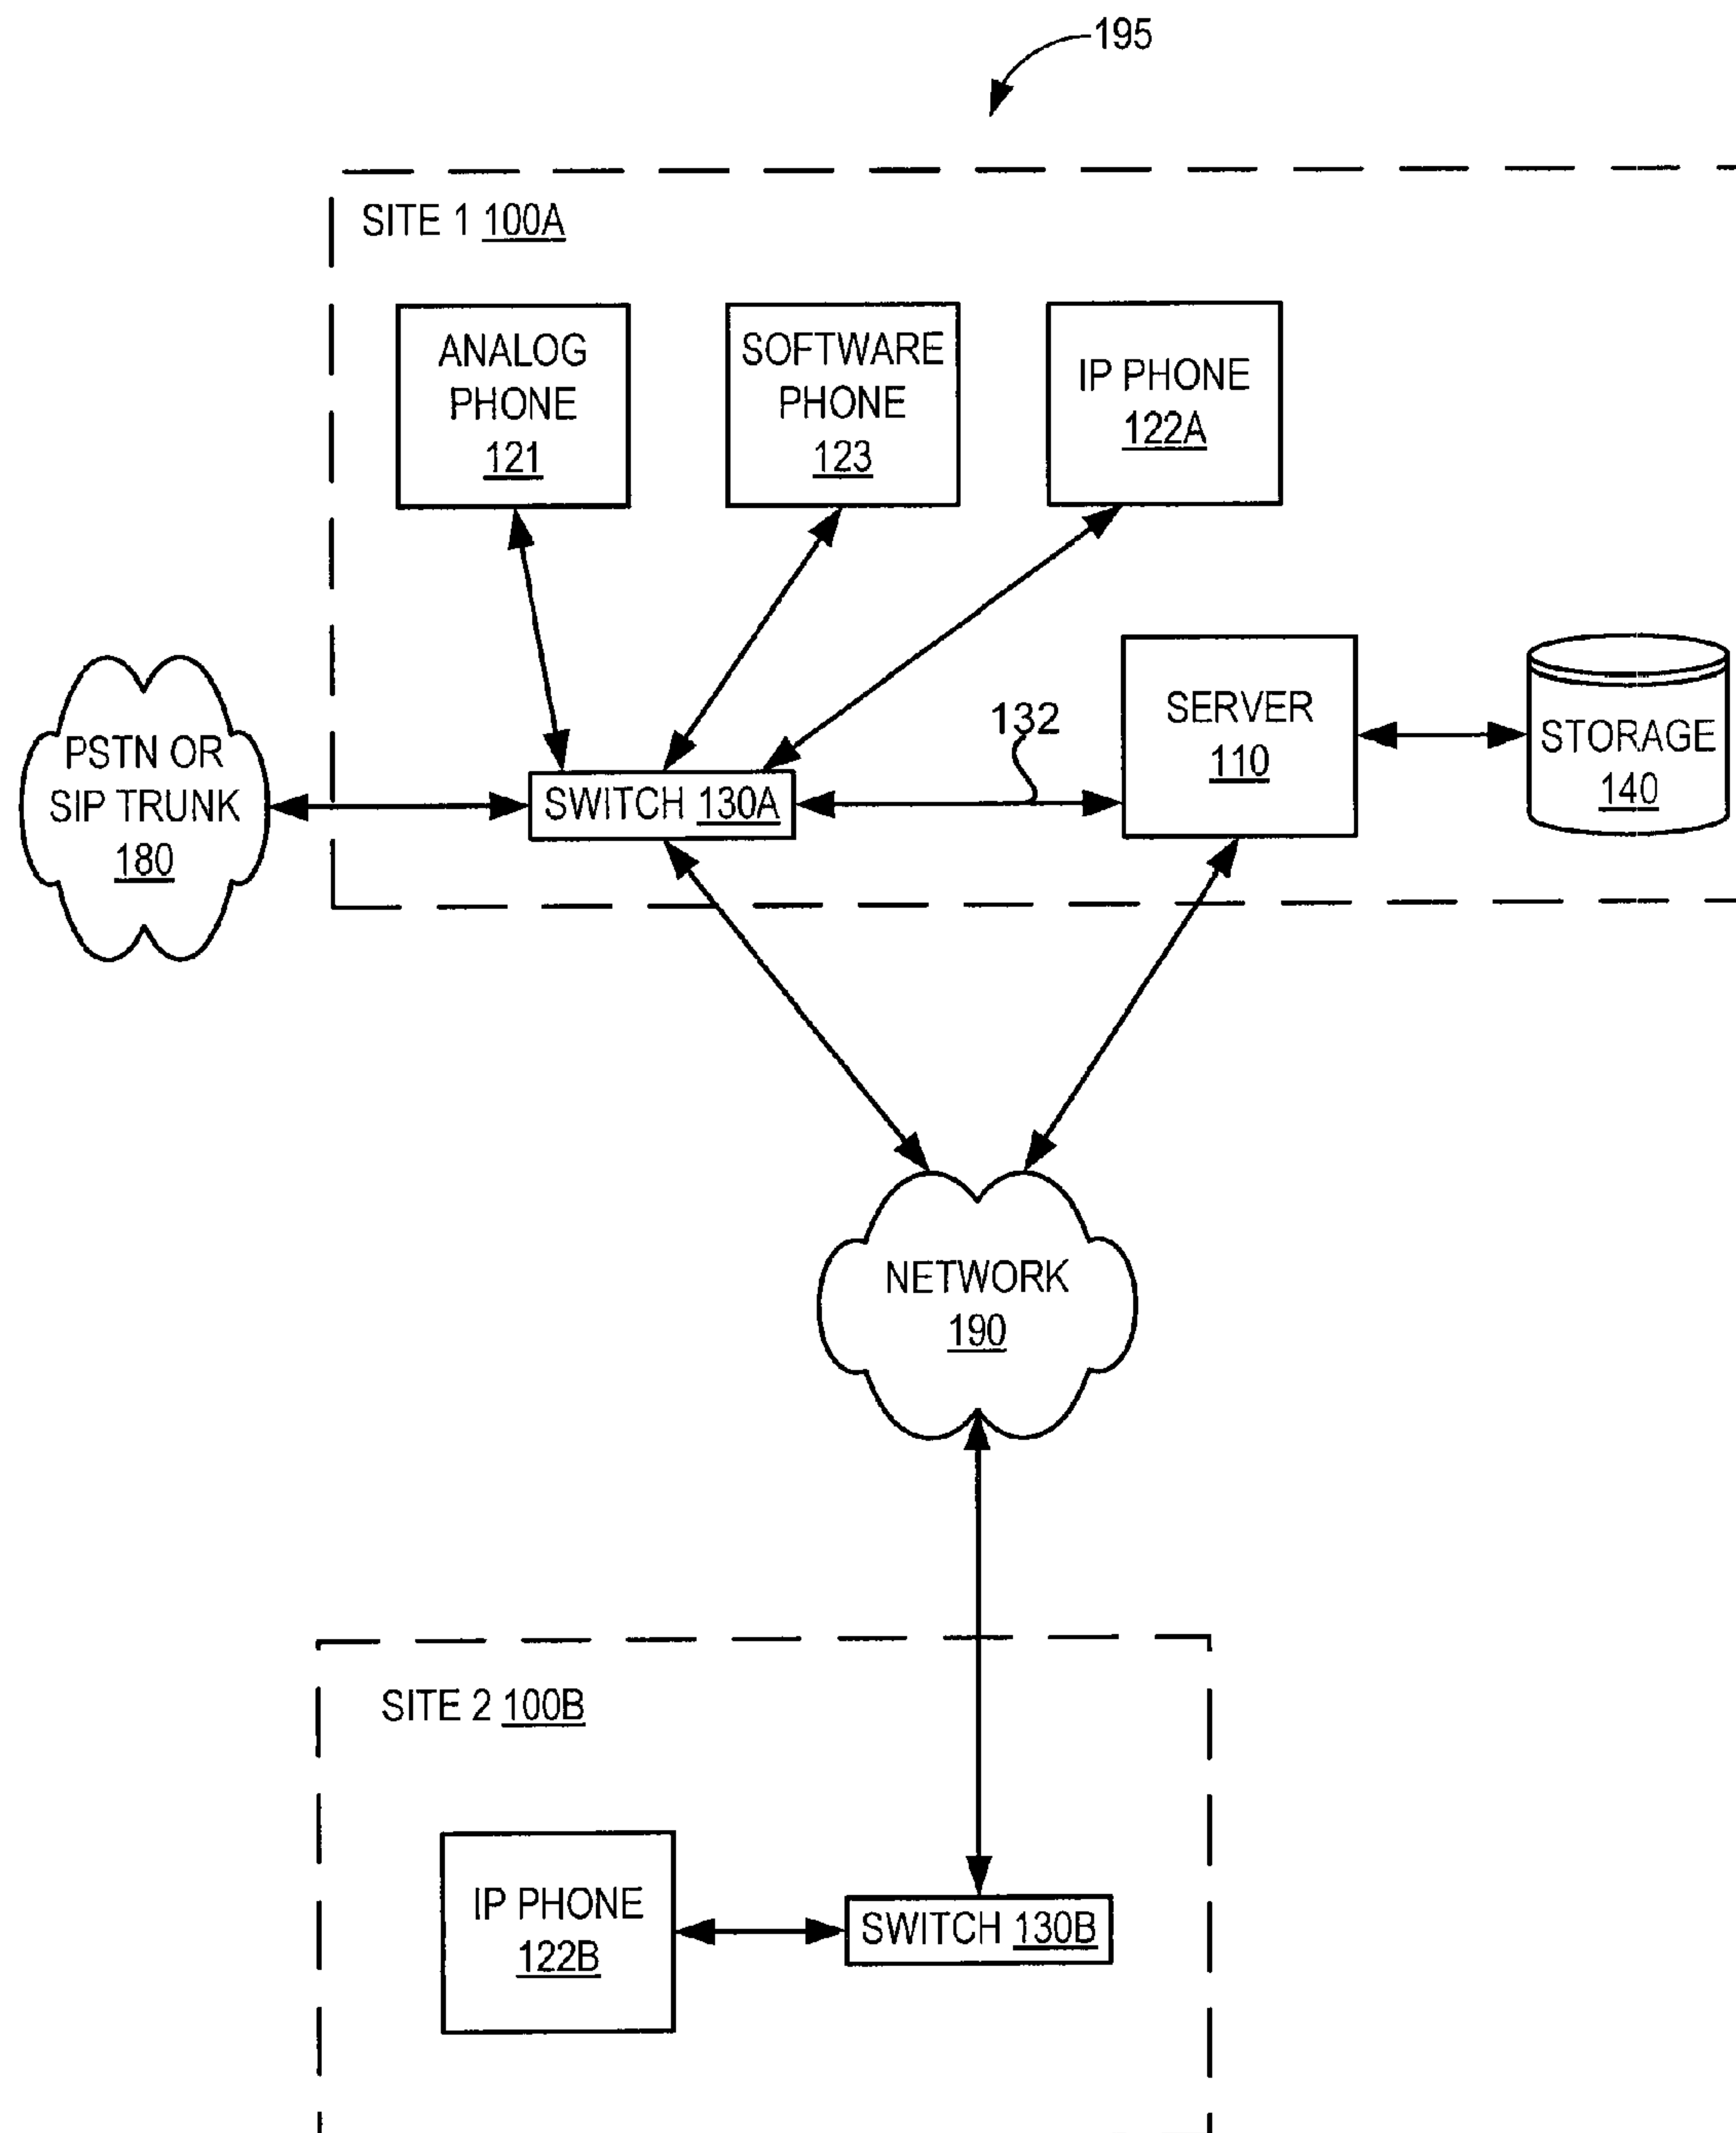 195
SITE 1 100A
ANALOG
PHONE
121
SOFTWARE
PHONE
123
IP PHONE
122A
PSTN OR
SIP TRUNK
180
SWITCH 130A
132
SERVER
110
STORAGE
140
NETWORK
190
SITE 2 100B
IP PHONE
122B
SWITCH 130B